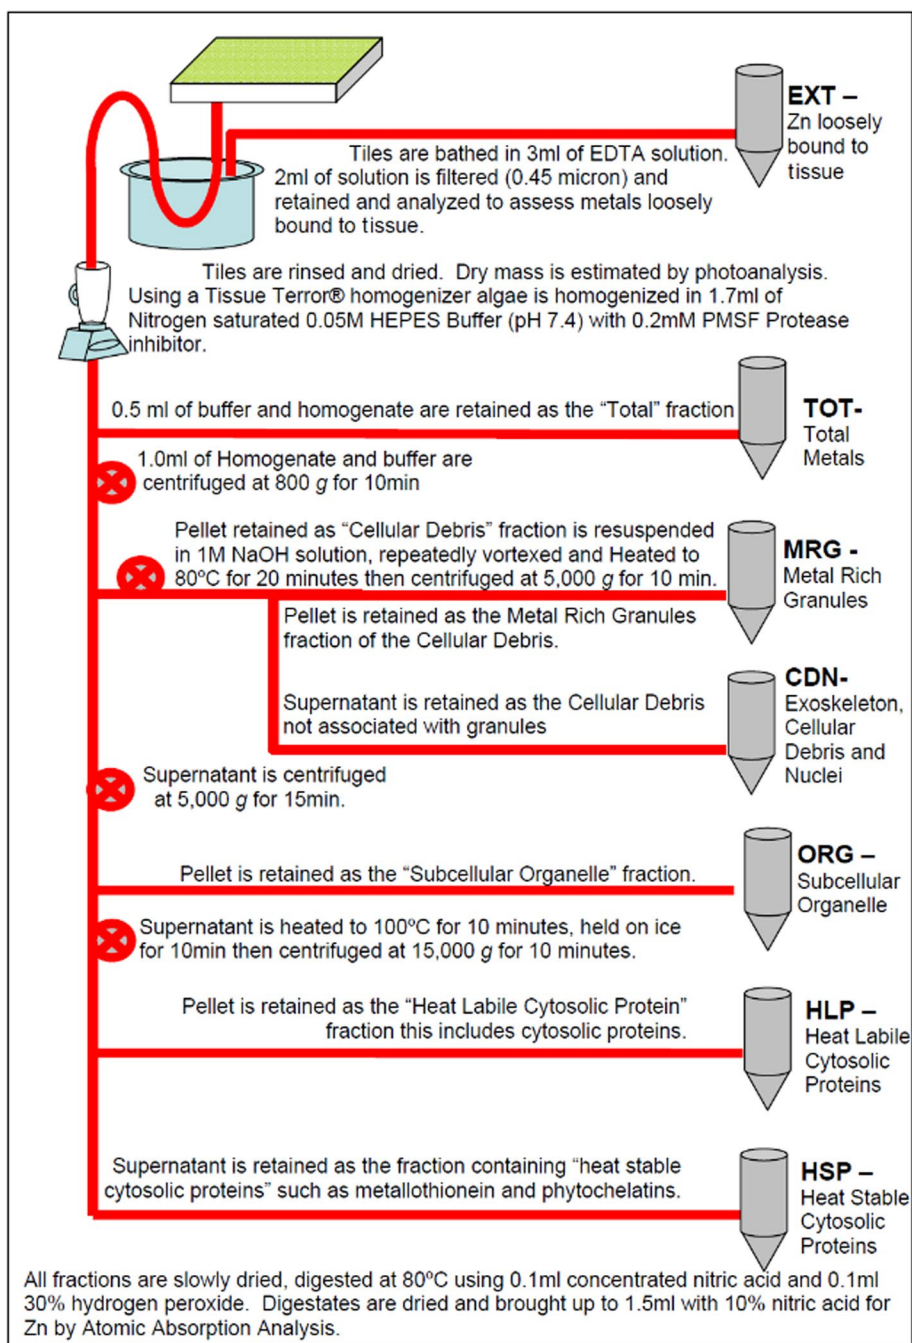 EXT –
Zn loosely
bound to
tissue
Tiles are bathed in 3ml of EDTA solution.
2ml of solution is filtered (0.45 micron) and
retained and analyzed to assess metals loosely
bound to tissue.
Tiles are rinsed and dried.  Dry mass is estimated by photoanalysis.
Using a Tissue Terror® homogenizer algae is homogenized in 1.7ml of
Nitrogen saturated 0.05M HEPES Buffer (pH 7.4) with 0.2mM PMSF Protease
inhibitor.
0.5 ml of buffer and homogenate are retained as the “Total” fraction
TOT-
Total
Metals
1.0ml of Homogenate and buffer are
centrifuged at 800 g for 10min
Pellet retained as “Cellular Debris” fraction is resuspended
in 1M NaOH solution, repeatedly vortexed and Heated to
80ºC for 20 minutes then centrifuged at 5,000 g for 10 min.
MRG -
Metal Rich
Granules
Pellet is retained as the Metal Rich Granules
fraction of the Cellular Debris.
Supernatant is retained as the Cellular Debris
not associated with granules
CDN-
Exoskeleton,
Cellular
Debris and
Nuclei
Supernatant is centrifuged
at 5,000 g for 15min.
Pellet is retained as the “Subcellular Organelle” fraction.
ORG –
Subcellular
Organelle
Supernatant is heated to 100ºC for 10 minutes, held on ice
for 10min then centrifuged at 15,000 g for 10 minutes.
Pellet is retained as the “Heat Labile Cytosolic Protein”
fraction this includes cytosolic proteins.
HLP –
Heat Labile
Cytosolic
Proteins
Supernatant is retained as the fraction containing “heat stable
cytosolic proteins” such as metallothionein and phytochelatins.
HSP –
Heat Stable
Cytosolic
Proteins
All fractions are slowly dried, digested at 80ºC using 0.1ml concentrated nitric acid and 0.1ml
30% hydrogen peroxide.  Digestates are dried and brought up to 1.5ml with 10% nitric acid for
Zn by Atomic Absorption Analysis.